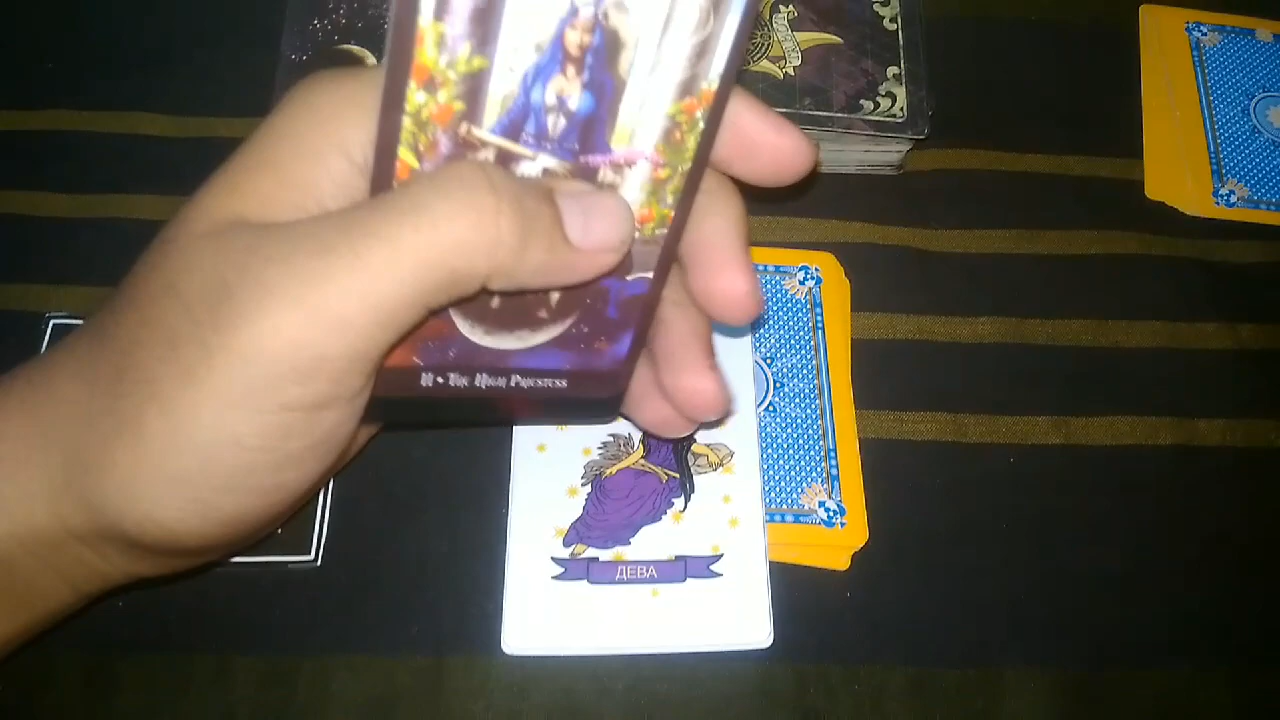 II • The High Priestess
ДЕВА